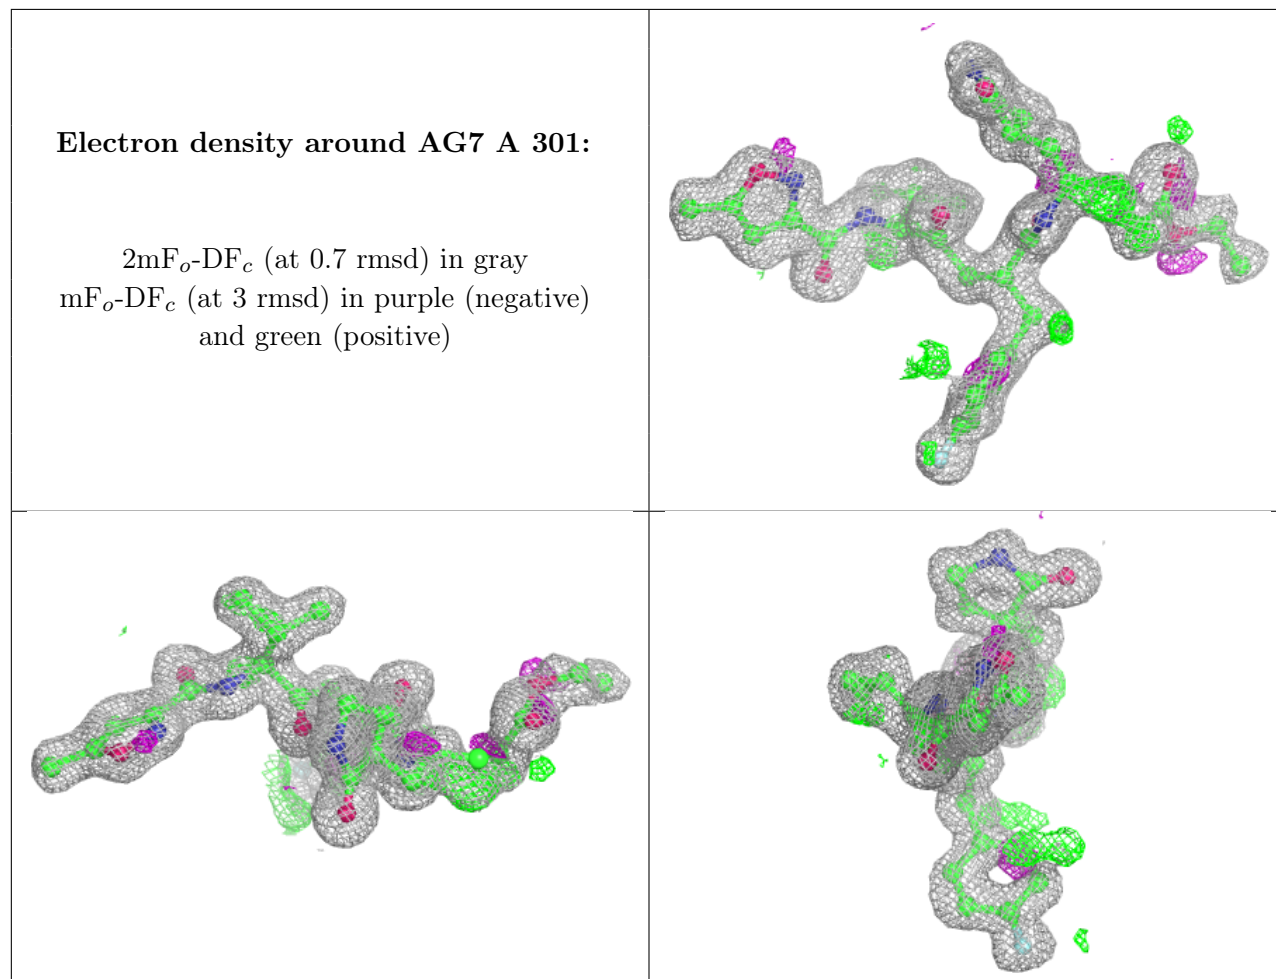 Electron density around AG7 A 301:
2mFₒ-DF𝒸 (at 0.7 rmsd) in gray
mFₒ-DF𝒸 (at 3 rmsd) in purple (negative)
and green (positive)